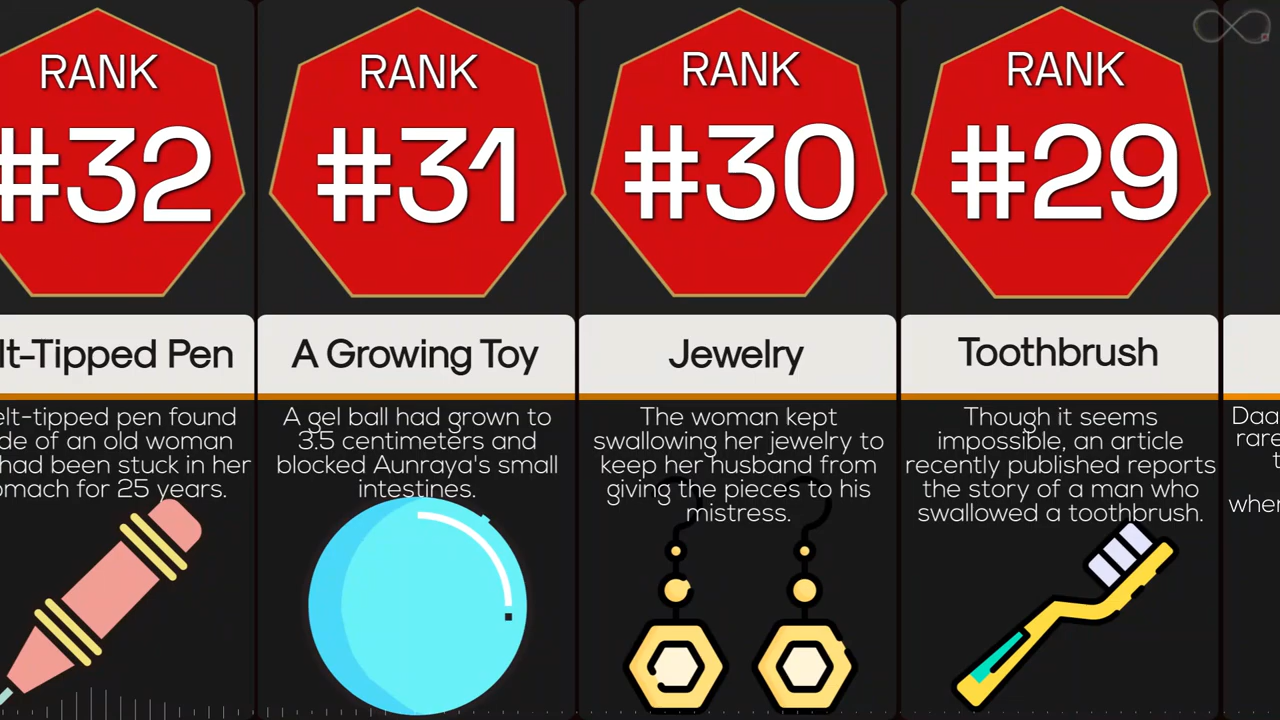 RANK
#32
lt-Tipped Pen
elt-tipped pen found
de of an old woman
had been stuck in her
omach for 25 years.
RANK
#31
A Growing Toy
A gel ball had grown to
3.5 centimeters and
blocked Aunraya's small
intestines.
RANK
#30
Jewelry
The woman kept
swallowing her jewelry to
keep her husband from
giving the pieces to his
mistress.
RANK
#29
Toothbrush
Though it seems
impossible, an article
recently published reports
the story of a man who
swallowed a toothbrush.
Daa
rare
t
wher